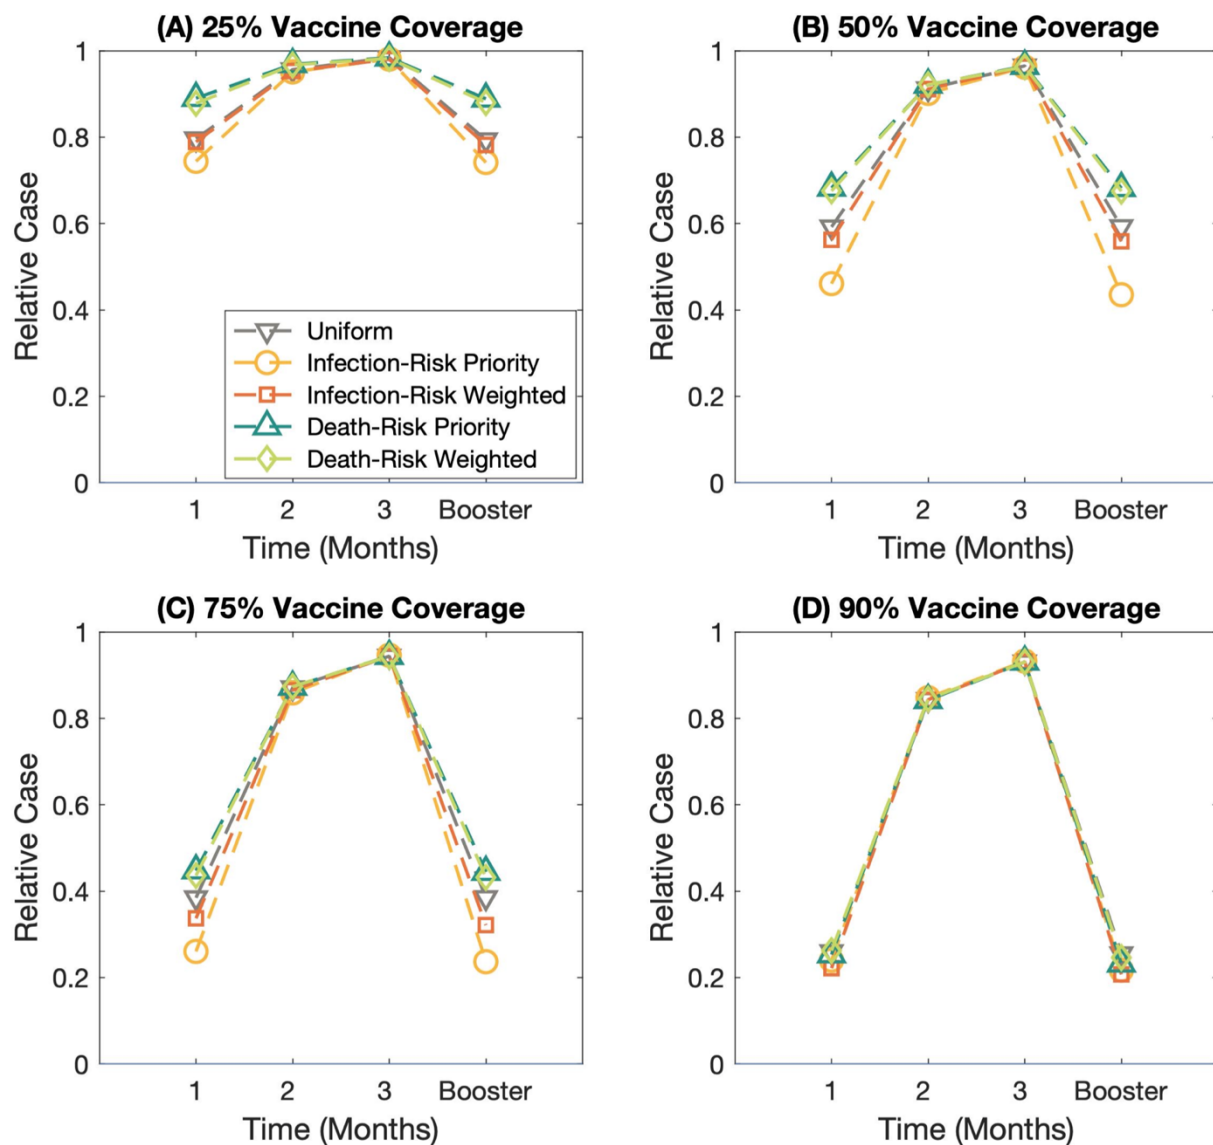 (A) 25% Vaccine Coverage
1
0.8
0.6
0.4
0.2
0
Relative Case
Uniform
Infection-Risk Priority
Infection-Risk Weighted
Death-Risk Priority
Death-Risk Weighted
1 2 3 Booster
Time (Months)
(B) 50% Vaccine Coverage
1
0.8
0.6
0.4
0.2
0
Relative Case
1 2 3 Booster
Time (Months)
(C) 75% Vaccine Coverage
1
0.8
0.6
0.4
0.2
0
Relative Case
1 2 3 Booster
Time (Months)
(D) 90% Vaccine Coverage
1
0.8
0.6
0.4
0.2
0
Relative Case
1 2 3 Booster
Time (Months)